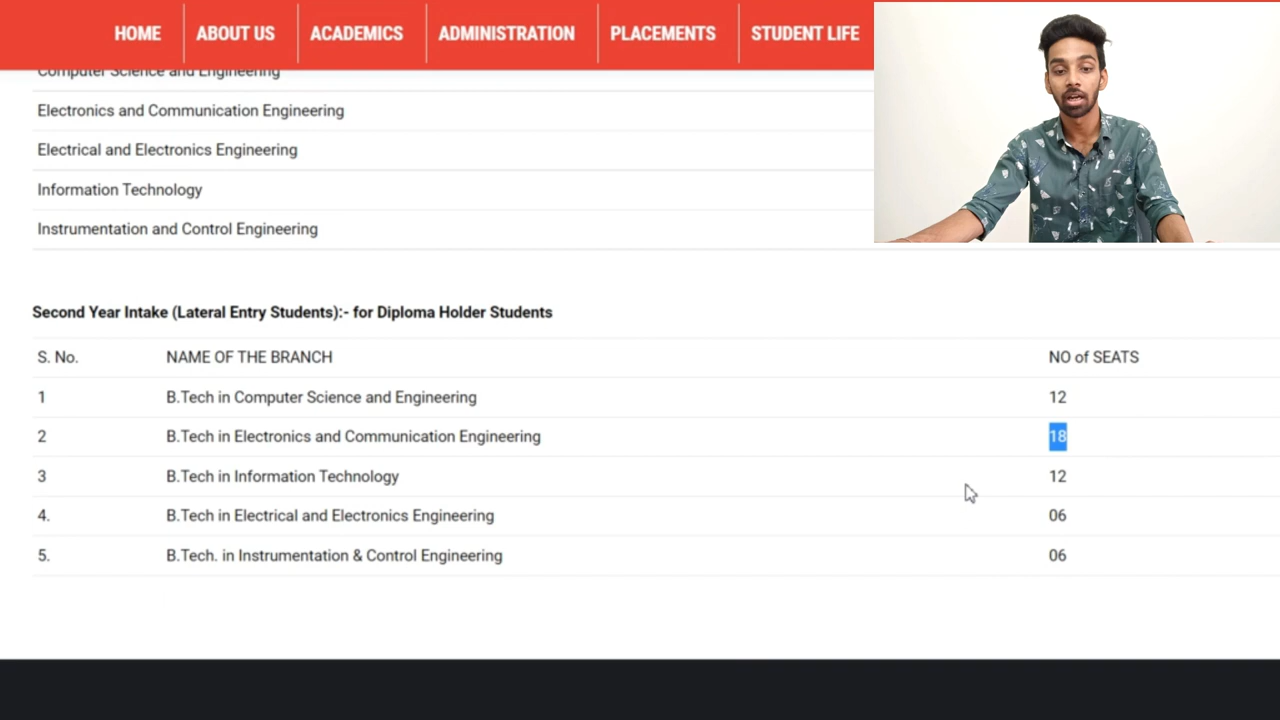 HOME ABOUT US ACADEMICS ADMINISTRATION PLACEMENTS STUDENT LIFE
Computer Science and Engineering
Electronics and Communication Engineering
Electrical and Electronics Engineering
Information Technology
Instrumentation and Control Engineering
Second Year Intake (Lateral Entry Students):- for Diploma Holder Students
S. No. NAME OF THE BRANCH NO of SEATS
1 B.Tech in Computer Science and Engineering 12
2 B.Tech in Electronics and Communication Engineering 18
3 B.Tech in Information Technology 12
4. B.Tech in Electrical and Electronics Engineering 06
5. B.Tech. in Instrumentation & Control Engineering 06